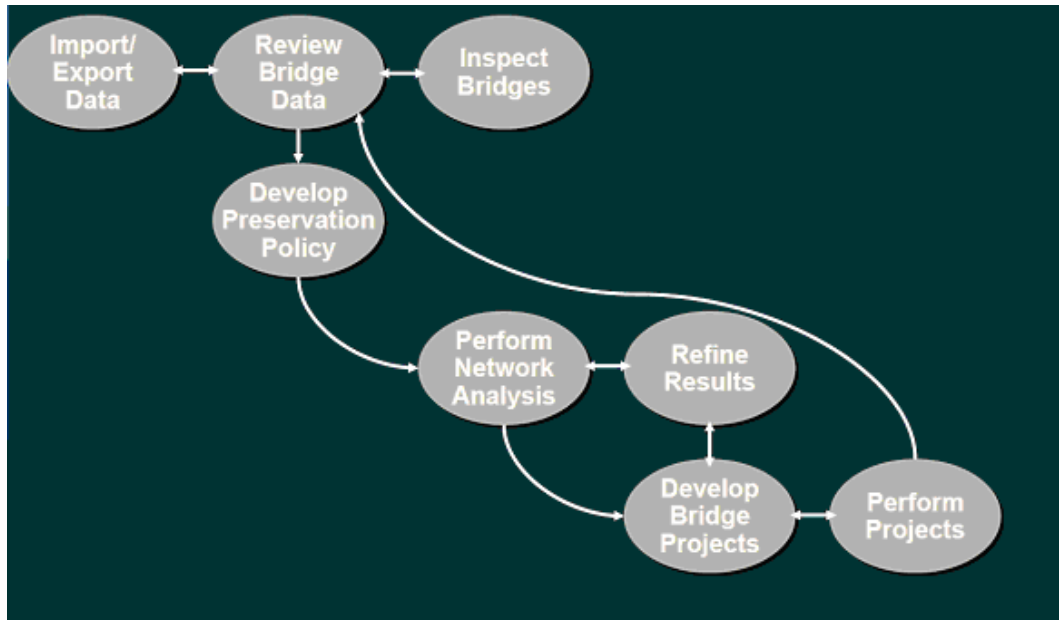 Import/
Export
Data
Review
Bridge
Data
Inspect
Bridges
Develop
Preservation
Policy
Perform
Network
Analysis
Refine
Results
Develop
Bridge
Projects
Perform
Projects